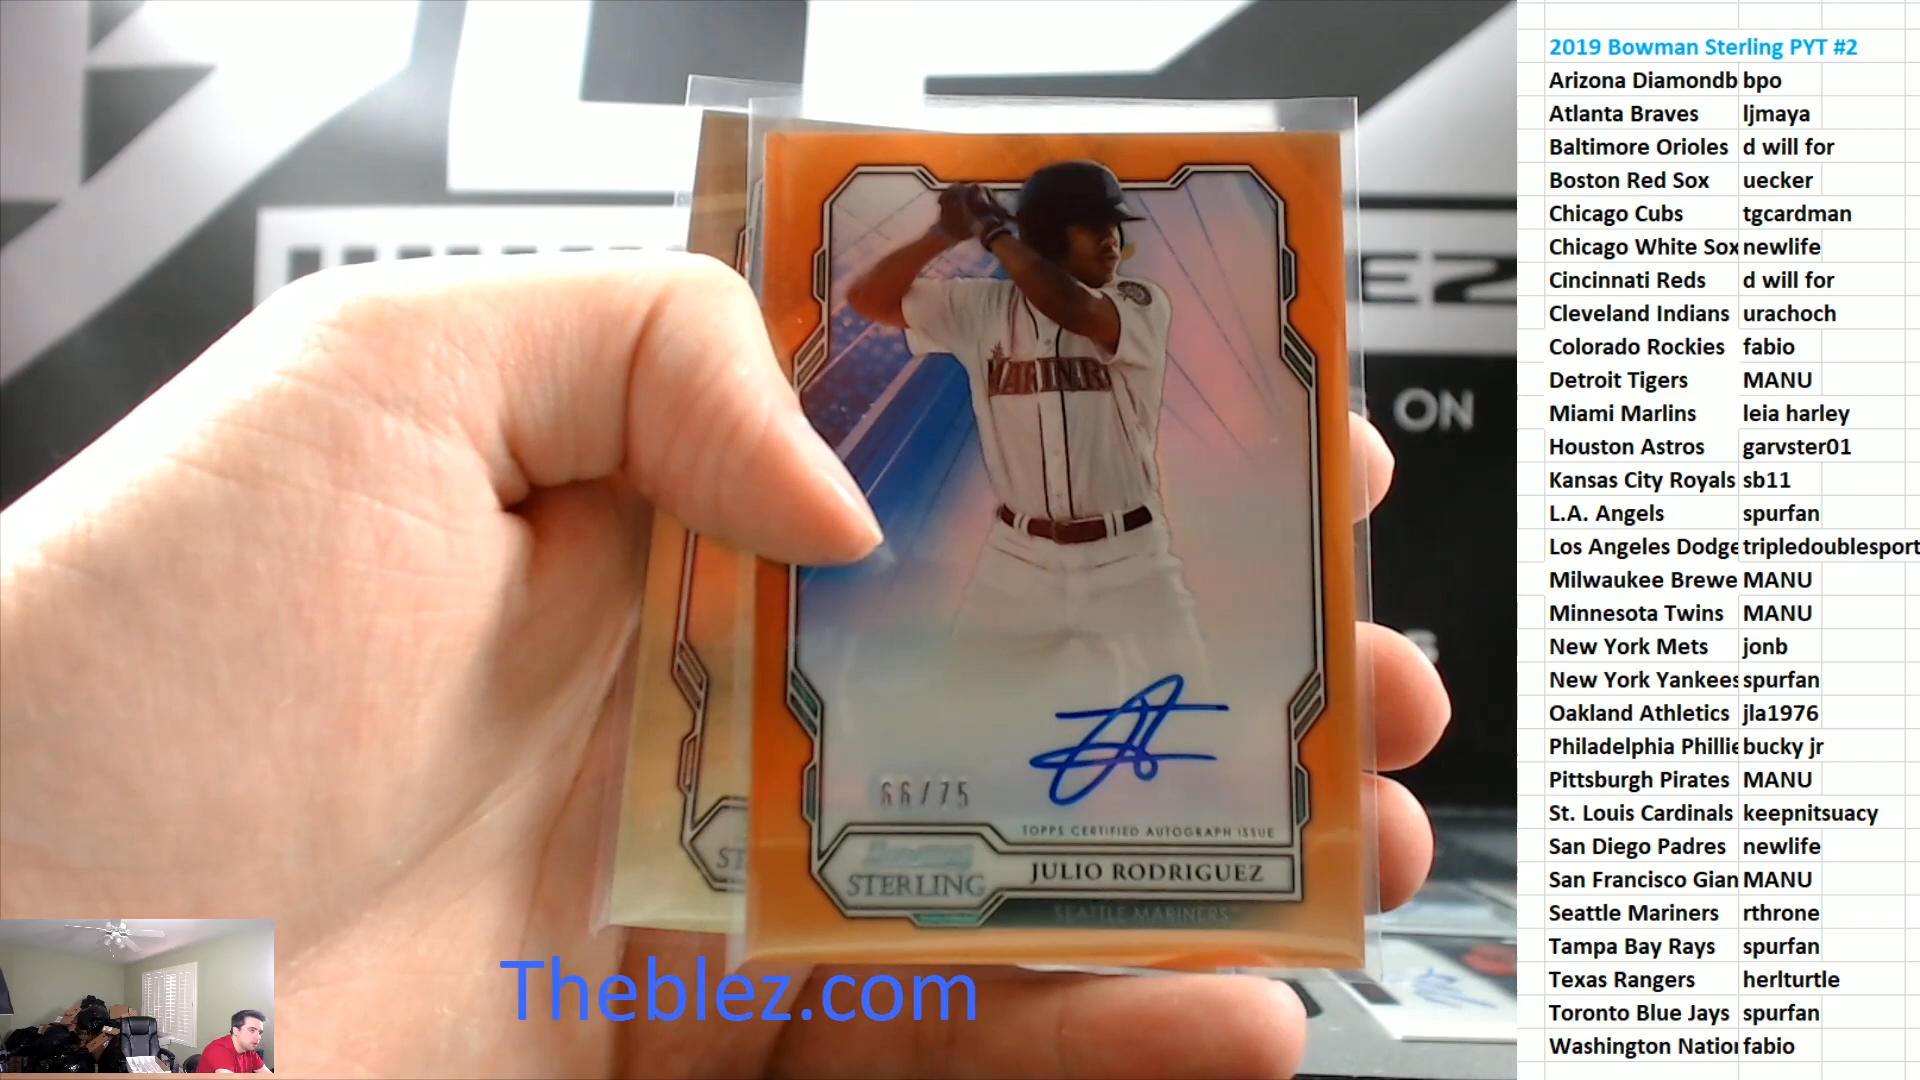 2019 Bowman Sterling PYT #2
Arizona Diamondb bpo
Atlanta Braves ljmaya
Baltimore Orioles d will for
Boston Red Sox uecker
Chicago Cubs tgcardman
Chicago White Sox newlife
Cincinnati Reds d will for
Cleveland Indians urachoch
Colorado Rockies fabio
Detroit Tigers MANU
Miami Marlins leia harley
Houston Astros garvster01
Kansas City Royals sb11
L.A. Angels spurfan
Los Angeles Dodge tripledoublesport
Milwaukee Brewe MANU
Minnesota Twins MANU
New York Mets jonb
New York Yankees spurfan
Oakland Athletics jla1976
Philadelphia Phillie bucky jr
Pittsburgh Pirates MANU
St. Louis Cardinals keepnitsuacy
San Diego Padres newlife
San Francisco Gian MANU
Seattle Mariners rthrone
Tampa Bay Rays spurfan
Texas Rangers herlturtle
Toronto Blue Jays spurfan
Washington Natio fabio
EZ
ON
MARINERS
66/75
TOPPS CERTIFIED AUTOGRAPH ISSUE
BOWMAN
STERLING
JULIO RODRIGUEZ
SEATTLE MARINERS
ST
Theblez.com